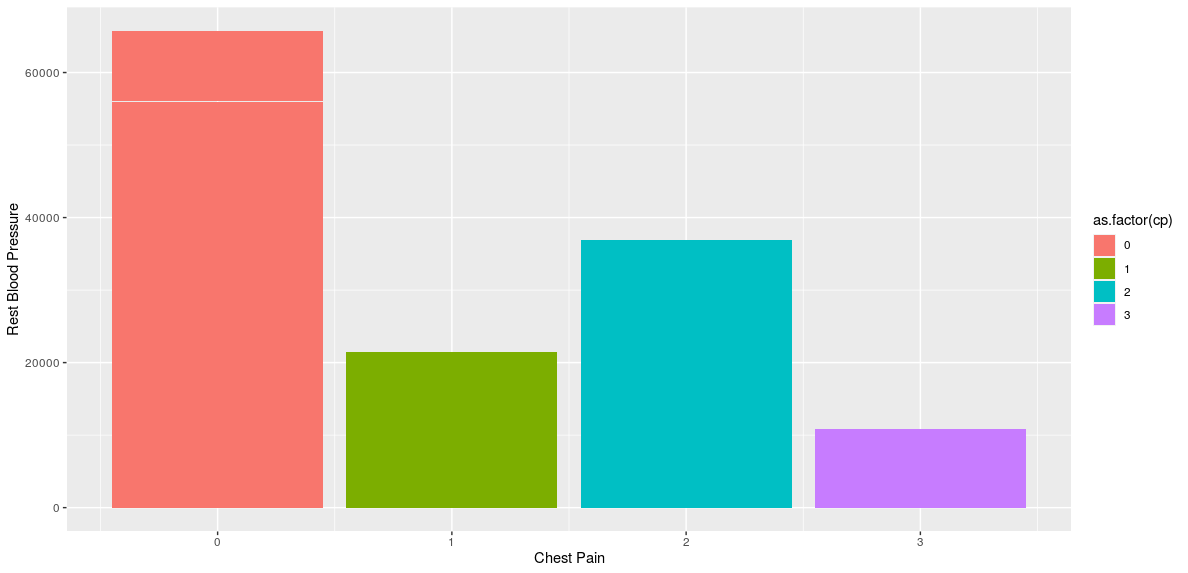 60000
40000
20000
0
Rest Blood Pressure
0 1 2 3
Chest Pain
as.factor(cp)
0
1
2
3